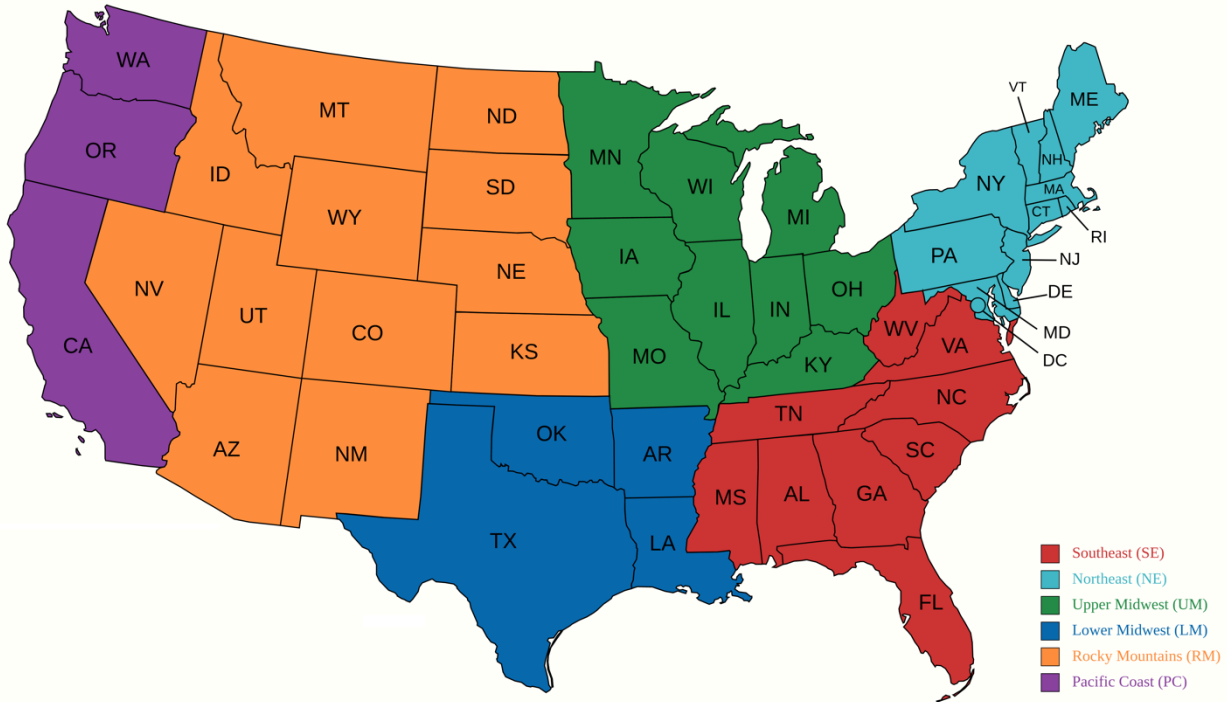 WA
MT
ND
MN
VT
ME
OR
ID
SD
WI
MI
NH
NY
MA
WY
CT
RI
NE
IA
PA
NJ
NV
UT
CO
IL
IN
OH
DE
MD
DC
CA
KS
MO
WV
VA
KY
NC
TN
AZ
NM
OK
AR
SC
MS
AL
GA
TX
LA
FL
Southeast (SE)
Northeast (NE)
Upper Midwest (UM)
Lower Midwest (LM)
Rocky Mountains (RM)
Pacific Coast (PC)